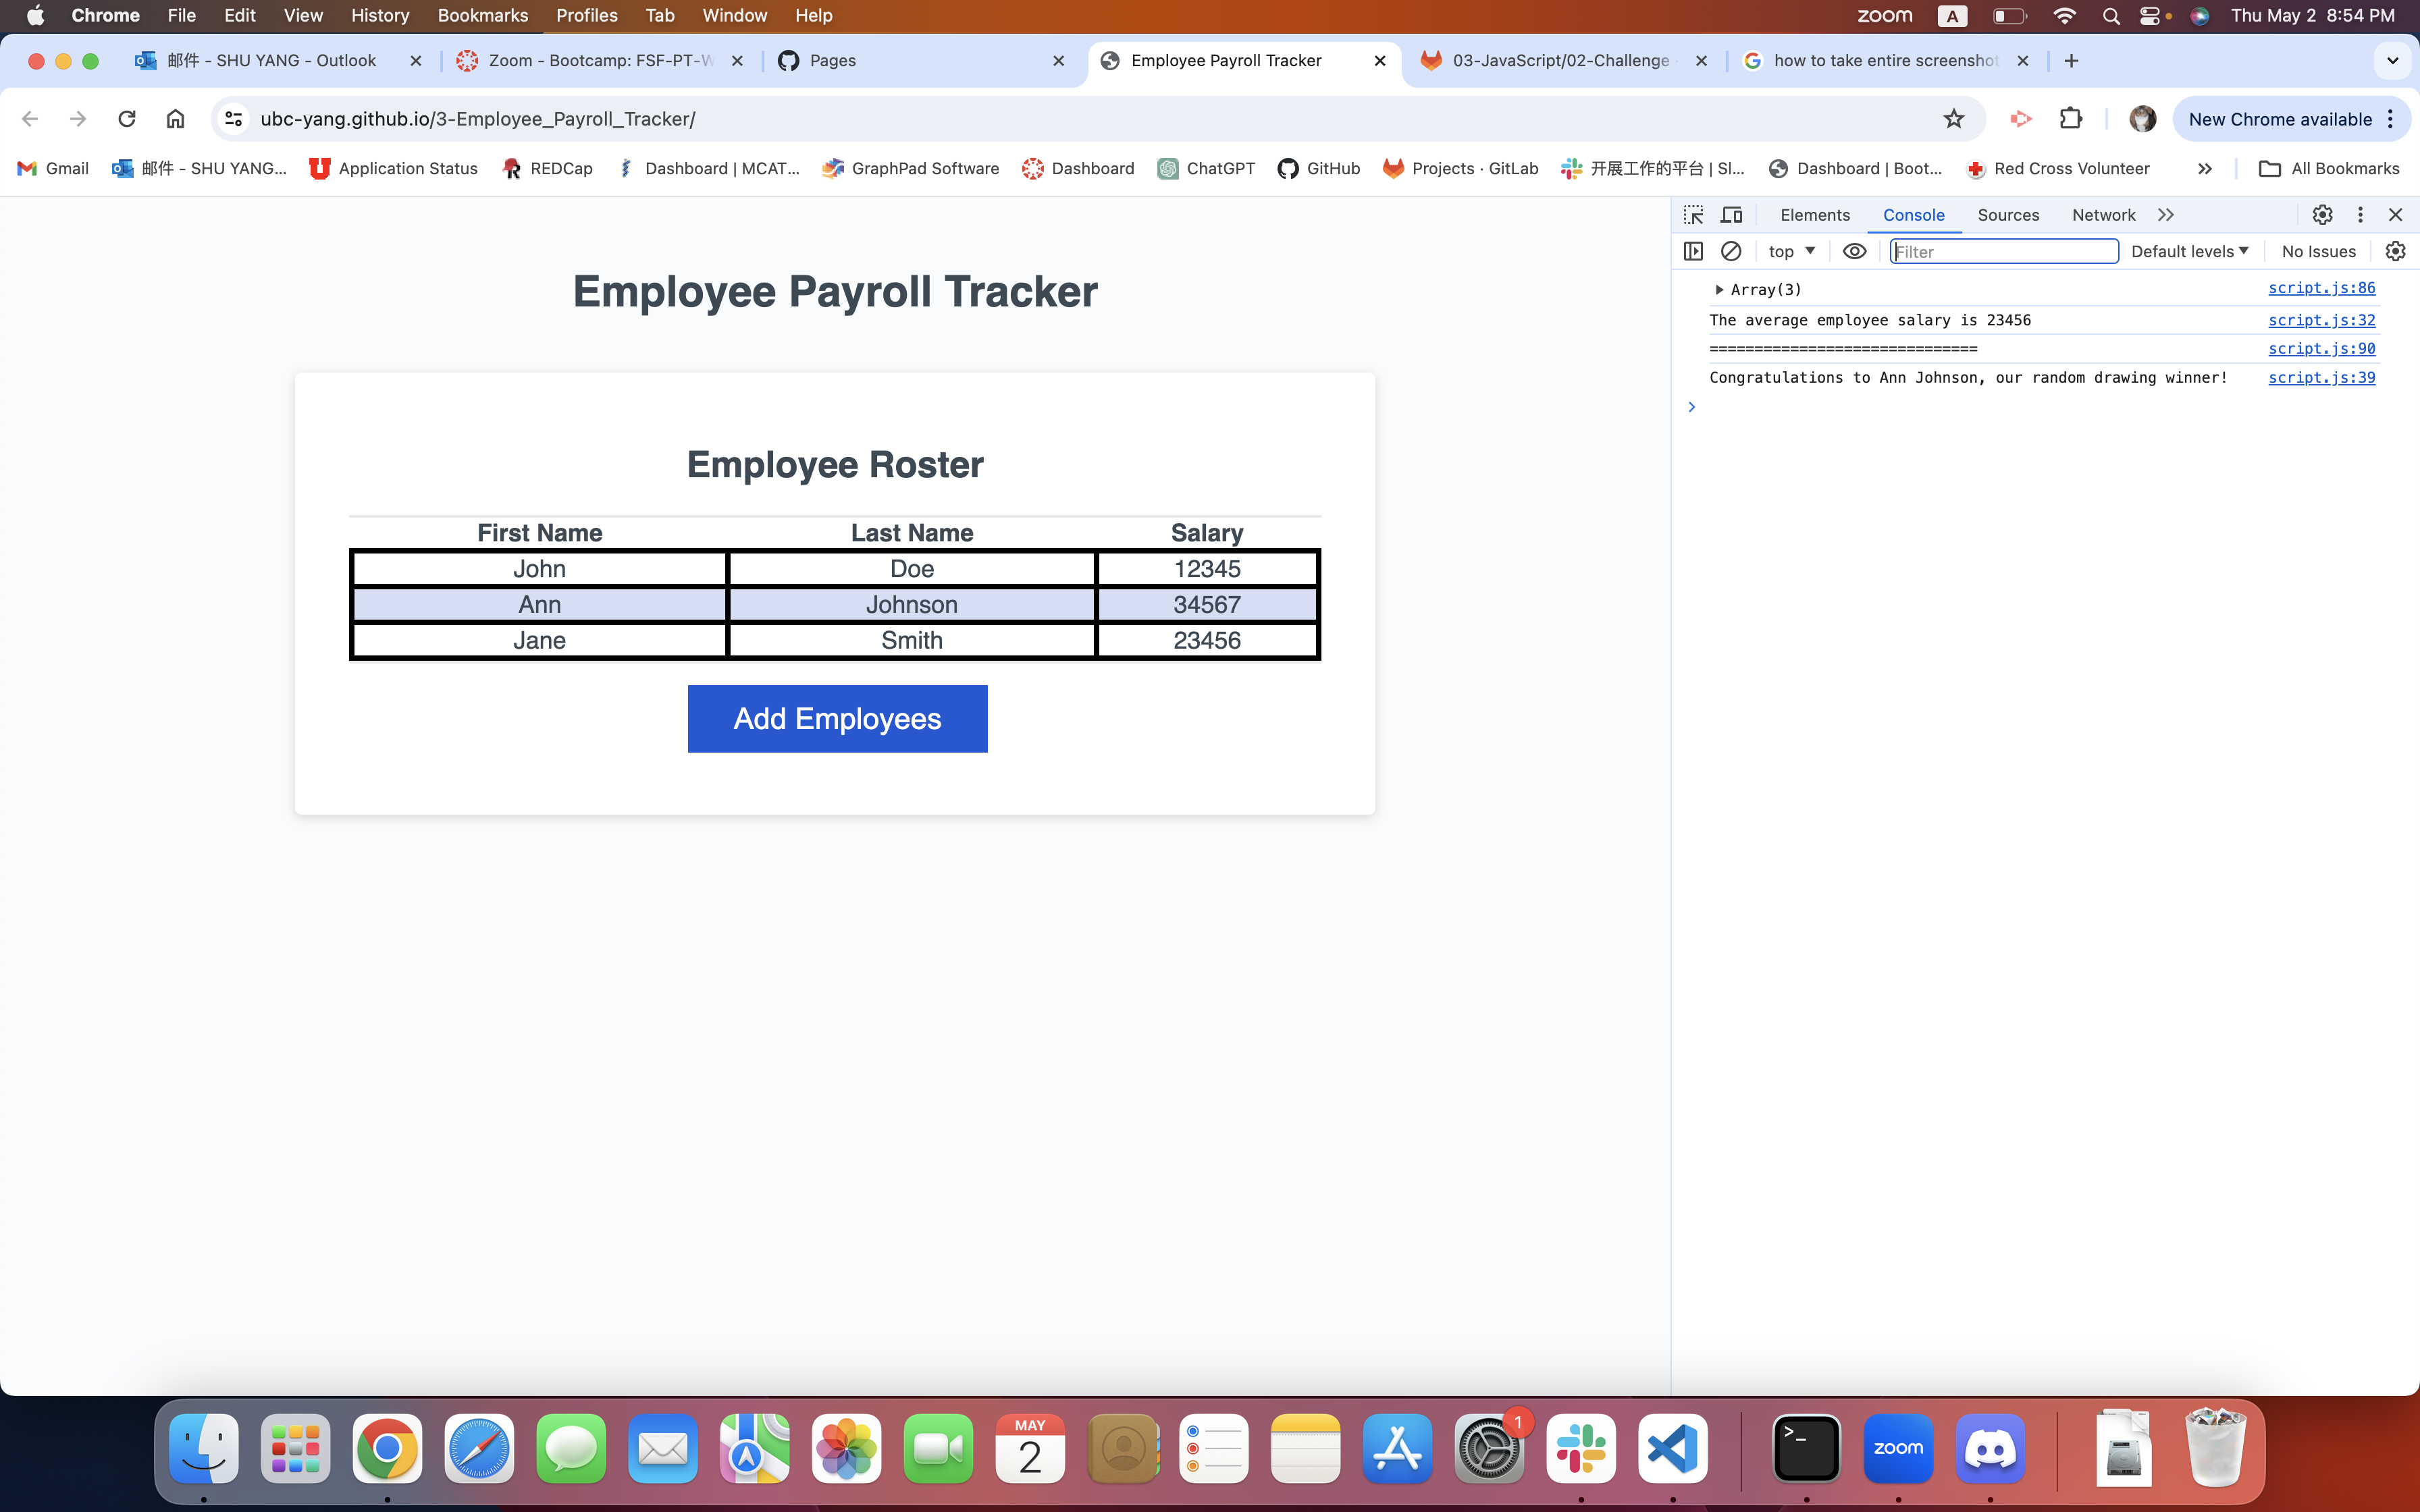 Chrome File Edit View History Bookmarks Profiles Tab Window Help zoom A Thu May 2 8:54 PM
邮件 - SHU YANG - Outlook Zoom - Bootcamp: FSF-PT-W Pages Employee Payroll Tracker 03-JavaScript/02-Challenge how to take entire screenshot
ubc-yang.github.io/3-Employee_Payroll_Tracker/ New Chrome available
Gmail 邮件 - SHU YANG... Application Status REDCap Dashboard | MCAT... GraphPad Software Dashboard ChatGPT GitHub Projects · GitLab 开展工作的平台 | Sl... Dashboard | Boot... Red Cross Volunteer All Bookmarks
Employee Payroll Tracker
Employee Roster
First Name Last Name Salary
John Doe 12345
Ann Johnson 34567
Jane Smith 23456
Add Employees
Elements Console Sources Network
top Filter Default levels No Issues
Array(3) script.js:86
The average employee salary is 23456 script.js:32
============================== script.js:90
Congratulations to Ann Johnson, our random drawing winner! script.js:39
MAY
2
1
zoom